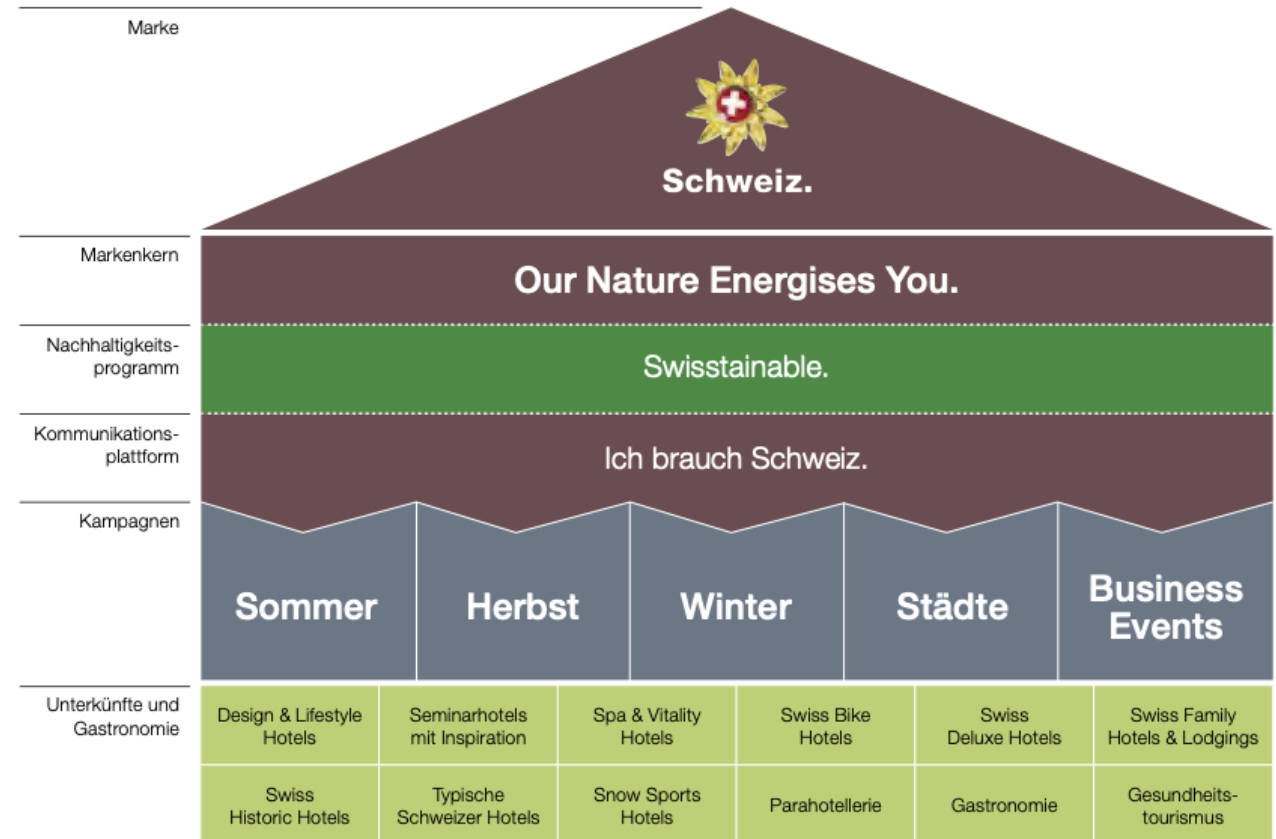 Marke
Schweiz.
Markenkern
Our Nature Energises You.
Nachhaltigkeits-
programm
Swisstainable.
Kommunikations-
plattform
Ich brauch Schweiz.
Kampagnen
Sommer
Herbst
Winter
Städte
Business
Events
Unterkünfte und
Gastronomie
Design & Lifestyle
Hotels
Seminarhotels
mit Inspiration
Spa & Vitality
Hotels
Swiss Bike
Hotels
Swiss
Deluxe Hotels
Swiss Family
Hotels & Lodgings
Swiss
Historic Hotels
Typische
Schweizer Hotels
Snow Sports
Hotels
Parahotellerie
Gastronomie
Gesundheits-
tourismus